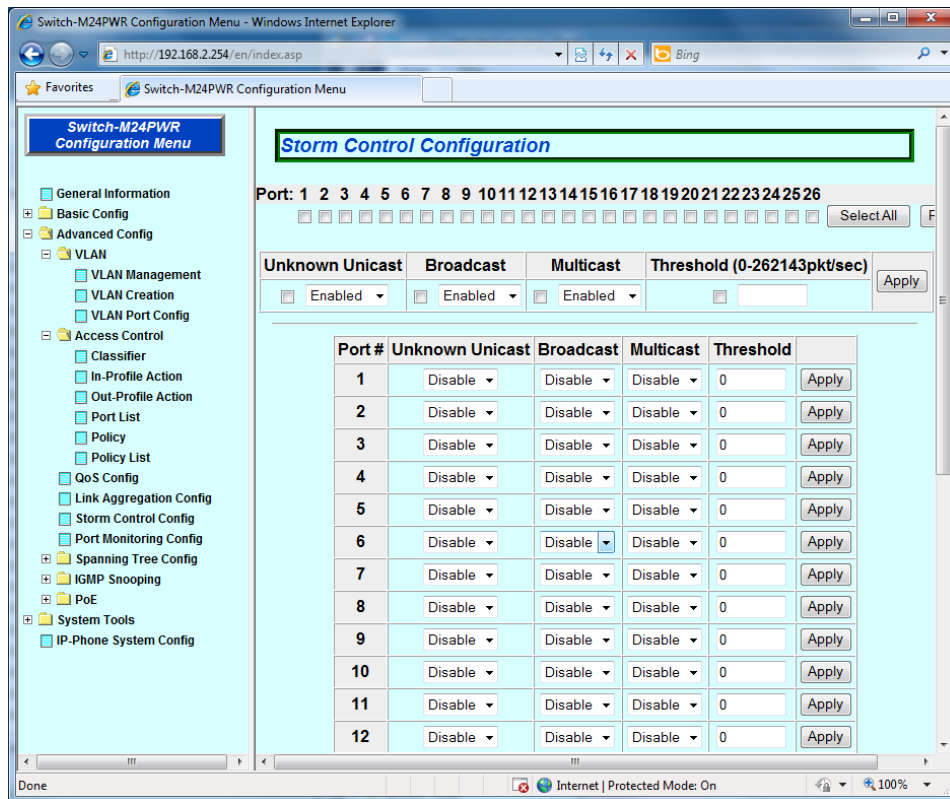 Switch-M24PWR Configuration Menu - Windows Internet Explorer
http://192.168.2.254/en/index.asp
Bing
Favorites
Switch-M24PWR Configuration Menu
Switch-M24PWR
Configuration Menu
General Information
Basic Config
Advanced Config
VLAN
VLAN Management
VLAN Creation
VLAN Port Config
Access Control
Classifier
In-Profile Action
Out-Profile Action
Port List
Policy
Policy List
QoS Config
Link Aggregation Config
Storm Control Config
Port Monitoring Config
Spanning Tree Config
IGMP Snooping
PoE
System Tools
IP-Phone System Config
Storm Control Configuration
Port: 1 2 3 4 5 6 7 8 9 10 11 12 13 14 15 16 17 18 19 20 21 22 23 24 25 26
Select All
Unknown Unicast Broadcast Multicast Threshold (0-262143pkt/sec)
Enabled Enabled Enabled Apply
Port # Unknown Unicast Broadcast Multicast Threshold
1 Disable Disable Disable 0 Apply
2 Disable Disable Disable 0 Apply
3 Disable Disable Disable 0 Apply
4 Disable Disable Disable 0 Apply
5 Disable Disable Disable 0 Apply
6 Disable Disable Disable 0 Apply
7 Disable Disable Disable 0 Apply
8 Disable Disable Disable 0 Apply
9 Disable Disable Disable 0 Apply
10 Disable Disable Disable 0 Apply
11 Disable Disable Disable 0 Apply
12 Disable Disable Disable 0 Apply
Done
Internet | Protected Mode: On
100%